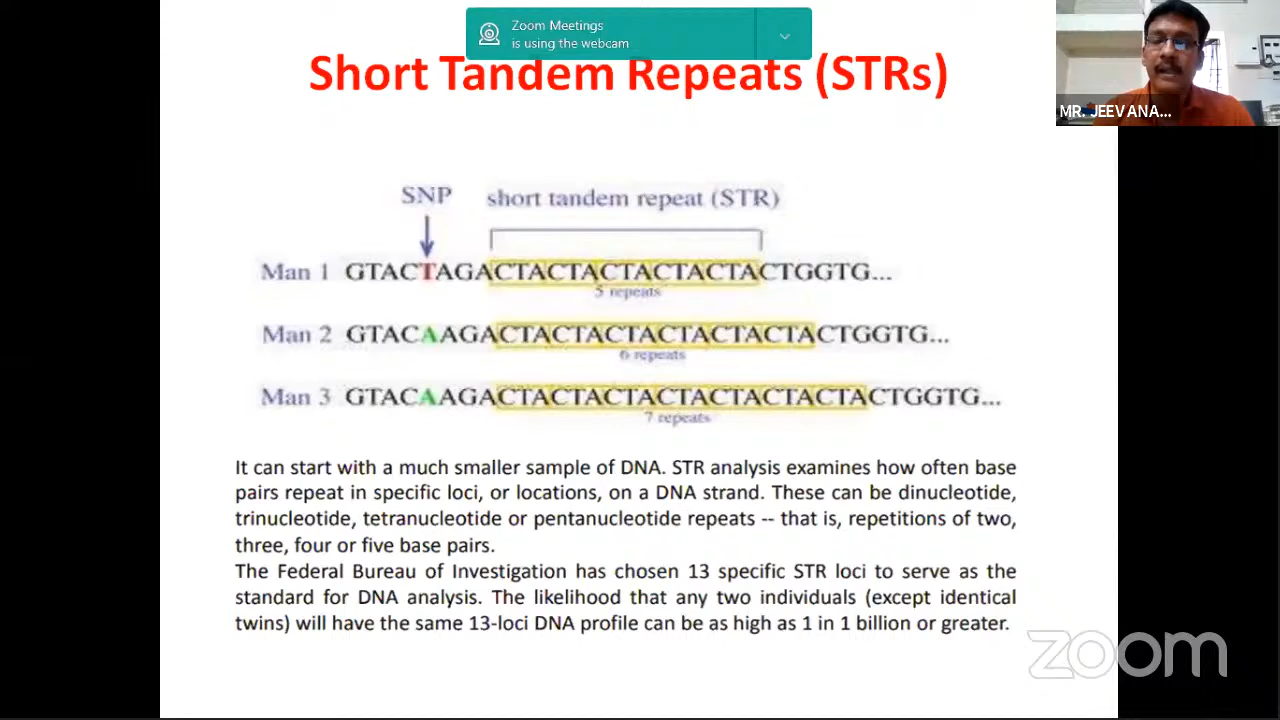 Zoom Meetings
is using the webcam
Short Tandem Repeats (STRs)
MR. JEEVANA...
SNP
short tandem repeat (STR)
Man 1 GTACTAGACTACTACTACTACTACTGGTG...
5 repeats
Man 2 GTACAAGACTACTACTACTACTACTACTGGTG...
6 repeats
Man 3 GTACAAGACTACTACTACTACTACTACTACTGGTG...
7 repeats
It can start with a much smaller sample of DNA. STR analysis examines how often base
pairs repeat in specific loci, or locations, on a DNA strand. These can be dinucleotide,
trinucleotide, tetranucleotide or pentanucleotide repeats -- that is, repetitions of two,
three, four or five base pairs.
The Federal Bureau of Investigation has chosen 13 specific STR loci to serve as the
standard for DNA analysis. The likelihood that any two individuals (except identical
twins) will have the same 13-loci DNA profile can be as high as 1 in 1 billion or greater.
zoom